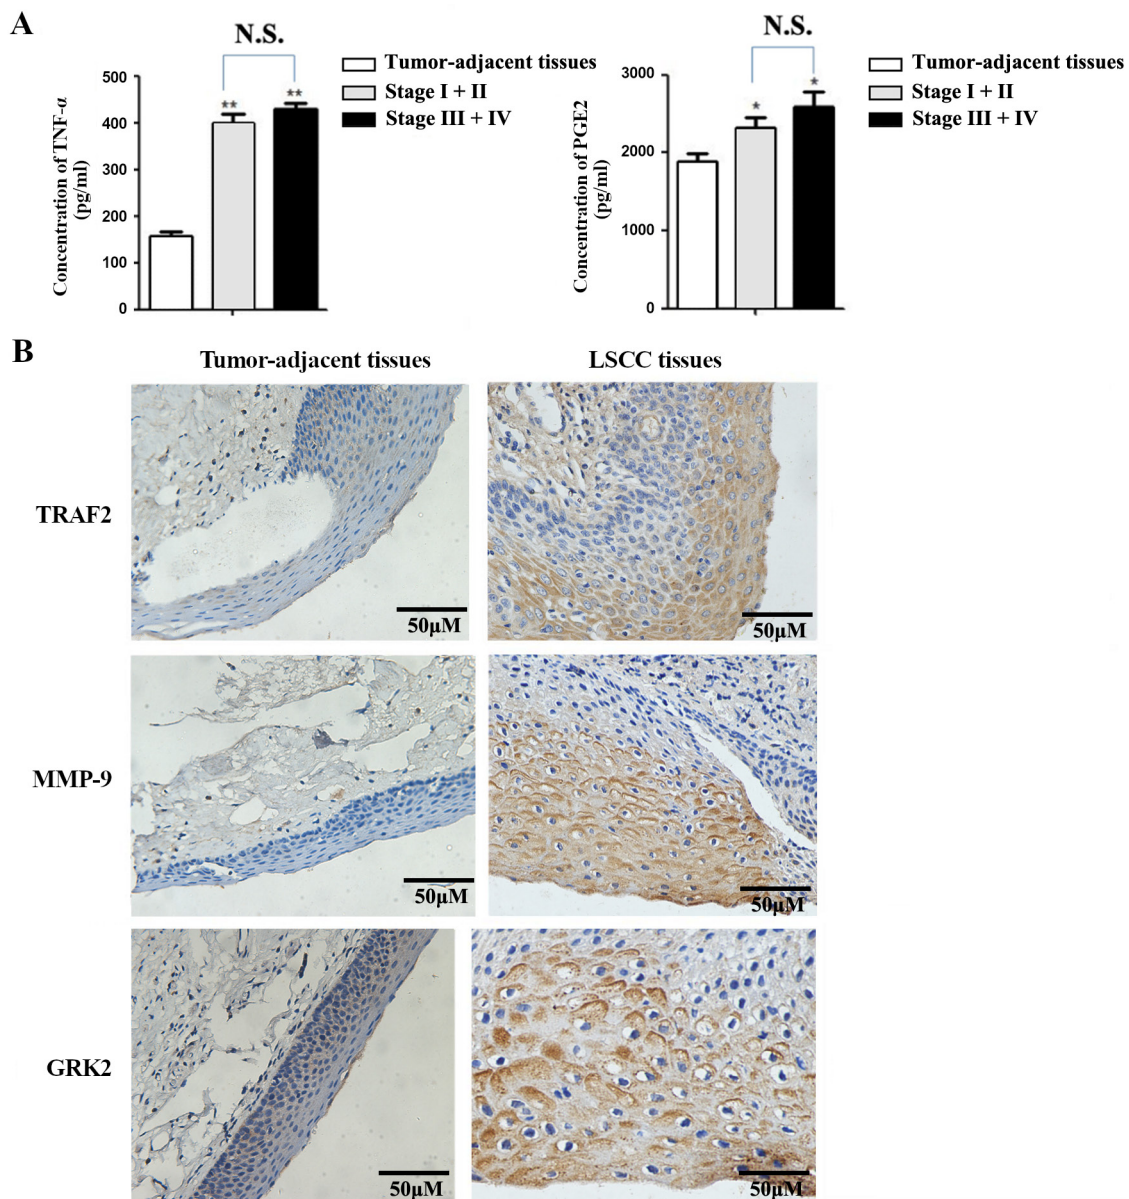 A
N.S.
N.S.
500
400
300
200
100
0
Concentration of TNF-α
(pg/ml)
**
**
Tumor-adjacent tissues
Stage I + II
Stage III + IV
3000
2000
1000
0
Concentration of PGE2
(pg/ml)
*
*
Tumor-adjacent tissues
Stage I + II
Stage III + IV
B
Tumor-adjacent tissues
LSCC tissues
TRAF2
50μM
50μM
MMP-9
50μM
50μM
GRK2
50μM
50μM